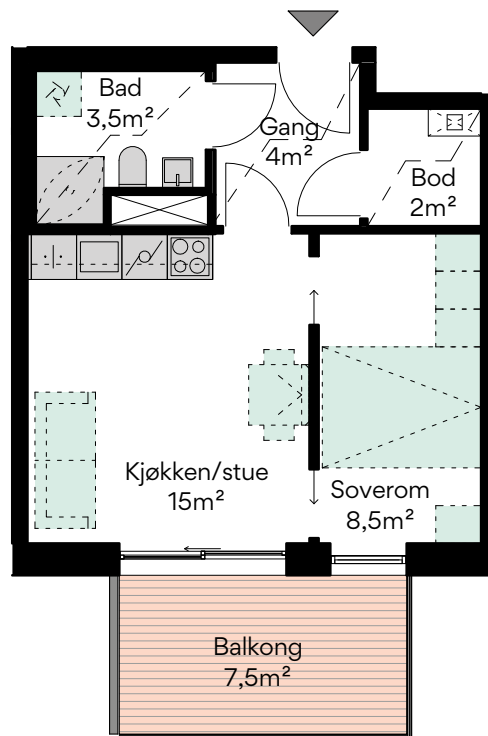 Bad
3,5m²
Gang
4m²
Bod
2m²
Kjøkken/stue
15m²
Soverom
8,5m²
Balkong
7,5m²